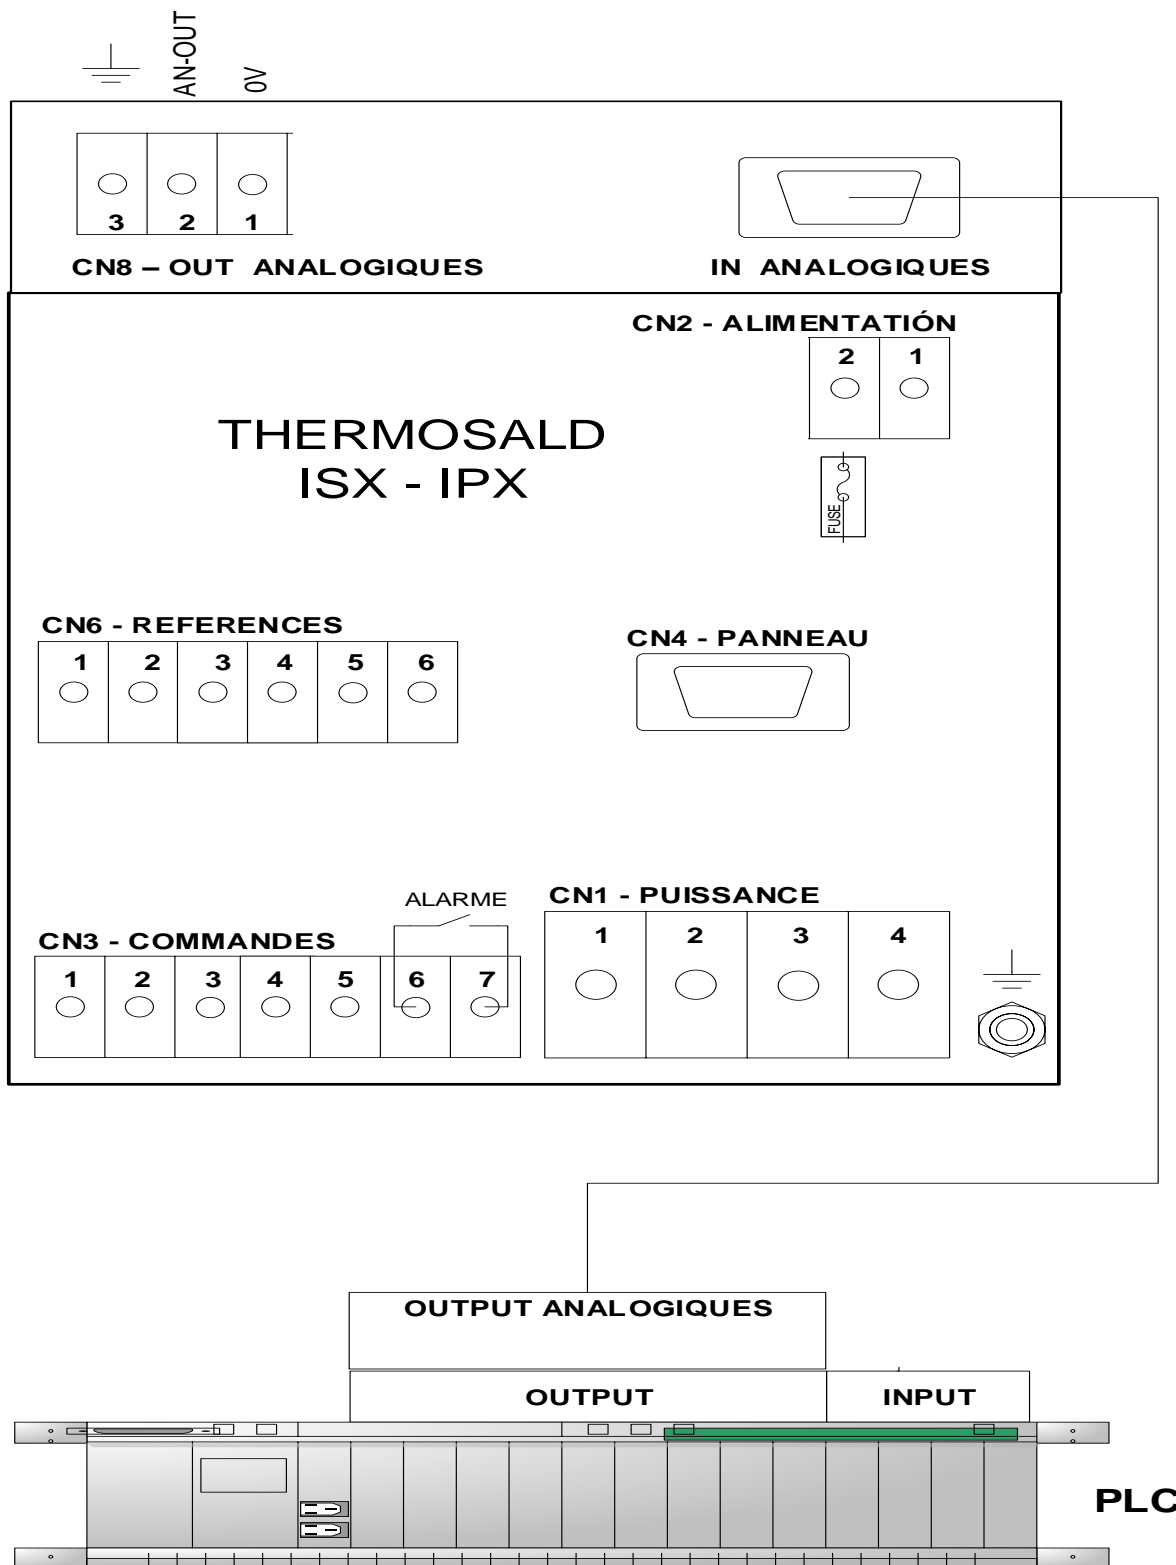 AN-OUT
0V
3 2 1
CN8 – OUT ANALOGIQUES
IN ANALOGIQUES
CN2 - ALIMENTATIÓN
2 1
THERMOSALD
ISX - IPX
FUSE
CN6 - REFERENCES
1 2 3 4 5 6
CN4 - PANNEAU
ALARME
CN3 - COMMANDES
1 2 3 4 5 6 7
CN1 - PUISSANCE
1 2 3 4
OUTPUT ANALOGIQUES
OUTPUT
INPUT
PLC